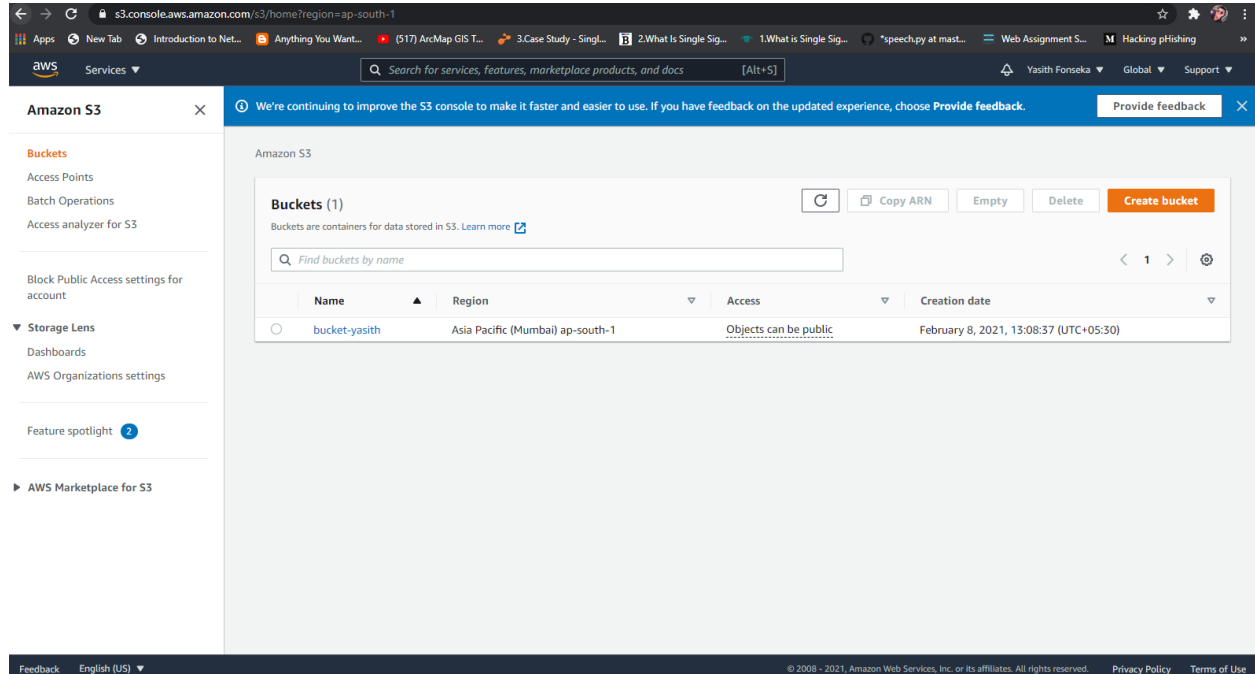 s3.console.aws.amazon.com/s3/home?region=ap-south-1
Apps New Tab Introduction to Net... Anything You Want... (517) ArcMap GIS T... 3.Case Study - Singl... 2.What Is Single Sig... 1.What is Single Sig... *speech.py at mast... Web Assignment S... Hacking pHishing »
aws Services ▼ Search for services, features, marketplace products, and docs [Alt+S] Yasith Fonseka ▼ Global ▼ Support ▼
Amazon S3
We're continuing to improve the S3 console to make it faster and easier to use. If you have feedback on the updated experience, choose Provide feedback. Provide feedback
Buckets
Access Points
Batch Operations
Access analyzer for S3
Block Public Access settings for
account
Storage Lens
Dashboards
AWS Organizations settings
Feature spotlight 2
AWS Marketplace for S3
Amazon S3
Buckets (1) Copy ARN Empty Delete Create bucket
Buckets are containers for data stored in S3. Learn more
Find buckets by name < 1 >
Name ▲ Region Access Creation date
bucket-yasith Asia Pacific (Mumbai) ap-south-1 Objects can be public February 8, 2021, 13:08:37 (UTC+05:30)
Feedback English (US) ▼ © 2008 - 2021, Amazon Web Services, Inc. or its affiliates. All rights reserved. Privacy Policy Terms of Use